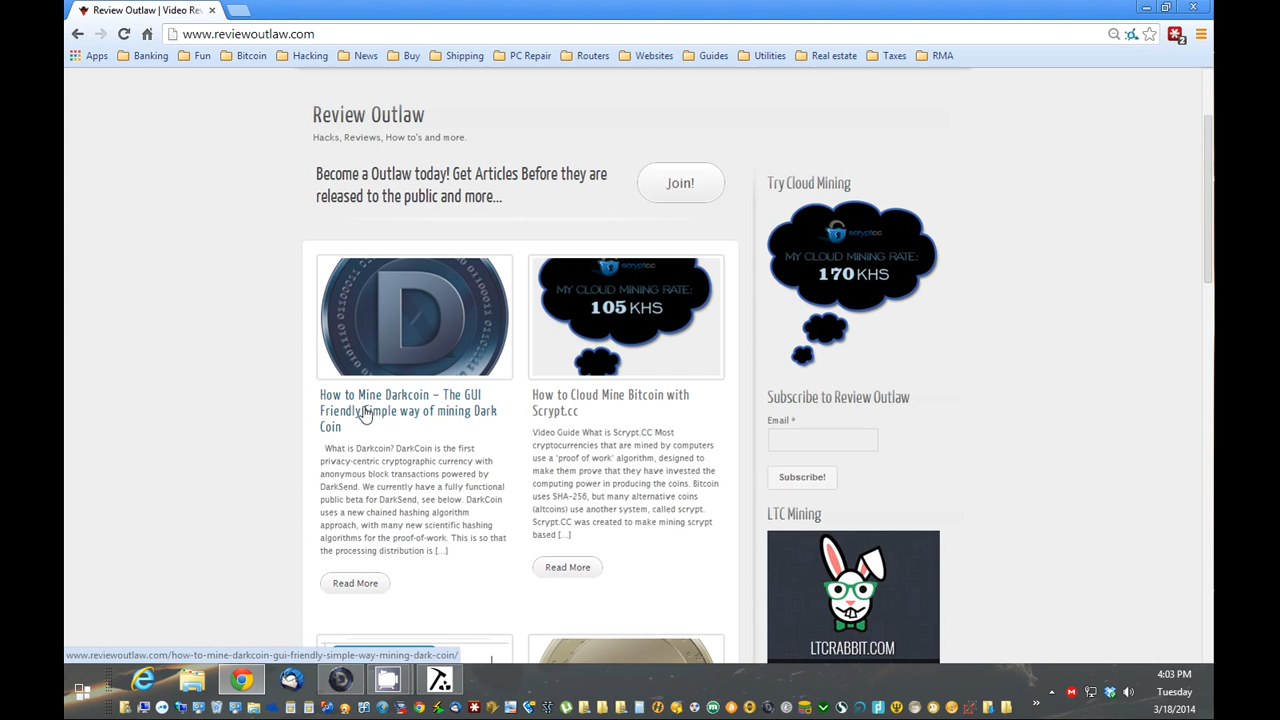 Review Outlaw | Video Re
www.reviewoutlaw.com
Apps Banking Fun Bitcoin Hacking News Buy Shipping PC Repair Routers Websites Guides Utilities Real estate Taxes RMA
2
Review Outlaw
Hacks, Reviews, How to's and more.
Become a Outlaw today! Get Articles Before they are
released to the public and more...
Join!
D
How to Mine Darkcoin – The GUI
Friendly Simple way of mining Dark
Coin
What is Darkcoin? DarkCoin is the first
privacy-centric cryptographic currency with
anonymous block transactions powered by
DarkSend. We currently have a fully functional
public beta for DarkSend, see below. DarkCoin
uses a new chained hashing algorithm
approach, with many new scientific hashing
algorithms for the proof-of-work. This is so that
the processing distribution is [...]
Read More
scryptcc
MY CLOUD MINING RATE:
105 KHS
How to Cloud Mine Bitcoin with
Scrypt.cc
Video Guide What is Scrypt.CC Most
cryptocurrencies that are mined by computers
use a 'proof of work' algorithm, designed to
make them prove that they have invested the
computing power in producing the coins. Bitcoin
uses SHA-256, but many alternative coins
(altcoins) use another system, called scrypt.
Scrypt.CC was created to make mining scrypt
based [...]
Read More
Try Cloud Mining
scryptcc
MY CLOUD MINING RATE:
170 KHS
Subscribe to Review Outlaw
Email *
Subscribe!
LTC Mining
LTCRABBIT.COM
www.reviewoutlaw.com/how-to-mine-darkcoin-gui-friendly-simple-way-mining-dark-coin/
4:03 PM
Tuesday
3/18/2014